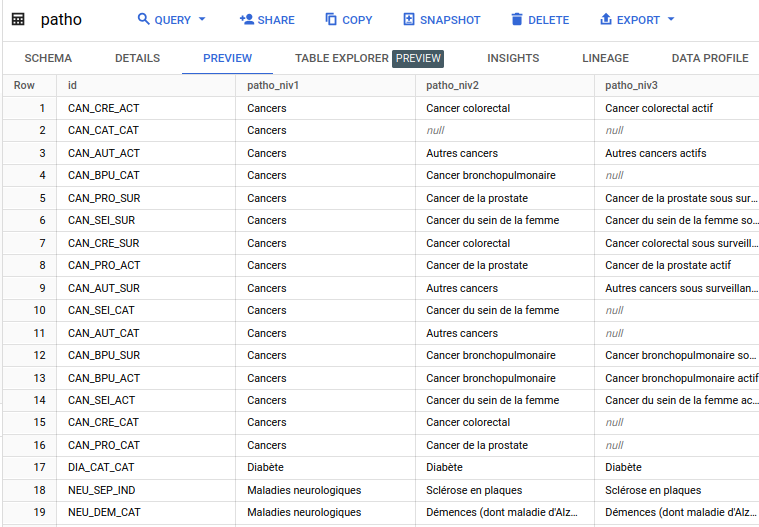 patho QUERY SHARE COPY SNAPSHOT DELETE EXPORT
SCHEMA DETAILS PREVIEW TABLE EXPLORER PREVIEW INSIGHTS LINEAGE DATA PROFILE
Row id patho_niv1 patho_niv2 patho_niv3
1 CAN_CRE_ACT Cancers Cancer colorectal Cancer colorectal actif
2 CAN_CAT_CAT Cancers null null
3 CAN_AUT_ACT Cancers Autres cancers Autres cancers actifs
4 CAN_BPU_CAT Cancers Cancer bronchopulmonaire null
5 CAN_PRO_SUR Cancers Cancer de la prostate Cancer de la prostate sous sur...
6 CAN_SEI_SUR Cancers Cancer du sein de la femme Cancer du sein de la femme so...
7 CAN_CRE_SUR Cancers Cancer colorectal Cancer colorectal sous surveill...
8 CAN_PRO_ACT Cancers Cancer de la prostate Cancer de la prostate actif
9 CAN_AUT_SUR Cancers Autres cancers Autres cancers sous surveillan...
10 CAN_SEI_CAT Cancers Cancer du sein de la femme null
11 CAN_AUT_CAT Cancers Autres cancers null
12 CAN_BPU_SUR Cancers Cancer bronchopulmonaire Cancer bronchopulmonaire so...
13 CAN_BPU_ACT Cancers Cancer bronchopulmonaire Cancer bronchopulmonaire actif
14 CAN_SEI_ACT Cancers Cancer du sein de la femme Cancer du sein de la femme ac...
15 CAN_CRE_CAT Cancers Cancer colorectal null
16 CAN_PRO_CAT Cancers Cancer de la prostate null
17 DIA_CAT_CAT Diabète Diabète Diabète
18 NEU_SEP_IND Maladies neurologiques Sclérose en plaques Sclérose en plaques
19 NEU_DEM_CAT Maladies neurologiques Démences (dont maladie d'Alz... Démences (dont maladie d'Alz...